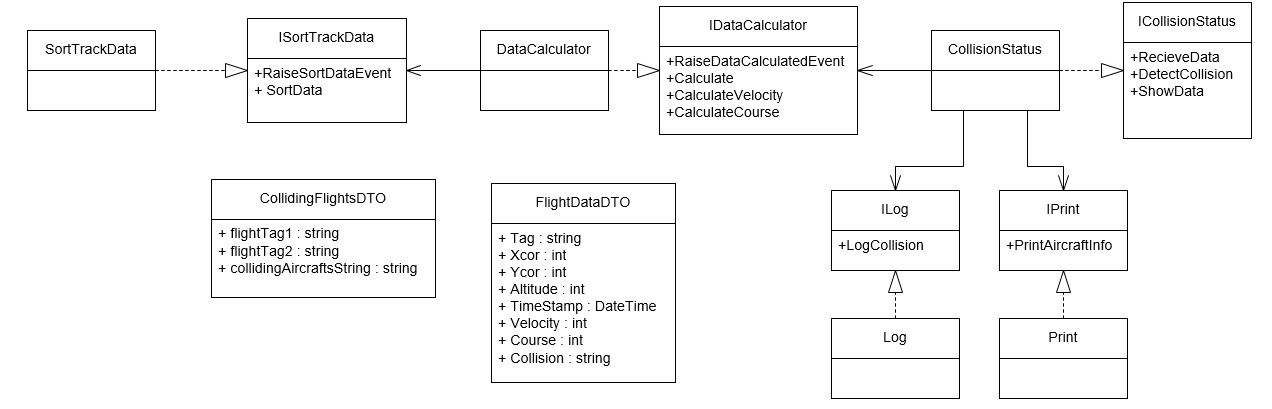 SortTrackData
ISortTrackData
+RaiseSortDataEvent
+ SortData
DataCalculator
IDataCalculator
+RaiseDataCalculatedEvent
+Calculate
+CalculateVelocity
+CalculateCourse
CollisionStatus
ICollisionStatus
+RecieveData
+DetectCollision
+ShowData
CollidingFlightsDTO
+ flightTag1 : string
+ flightTag2 : string
+ collidingAircraftsString : string
FlightDataDTO
+ Tag : string
+ Xcor : int
+ Ycor : int
+ Altitude : int
+ TimeStamp : DateTime
+ Velocity : int
+ Course : int
+ Collision : string
ILog
+LogCollision
IPrint
+PrintAircraftInfo
Log
Print